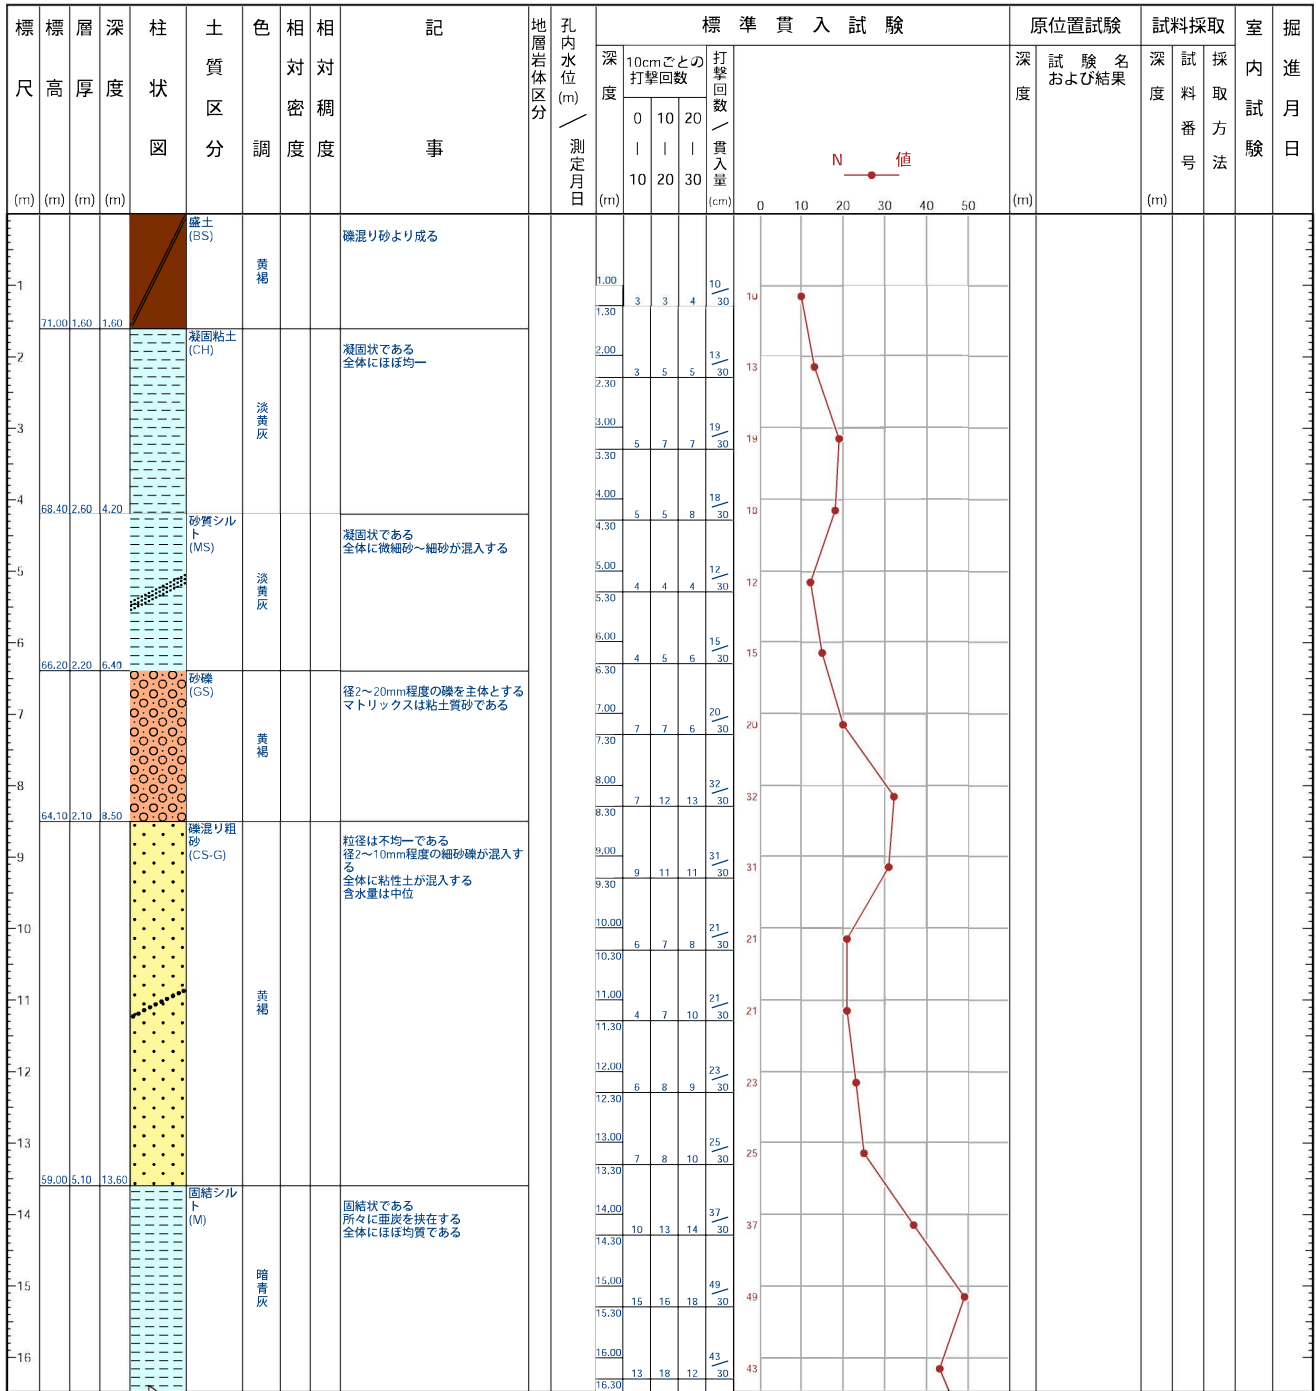 標尺 (m)
標高 (m)
層厚 (m)
深度 (m)
柱状図
土質区分
色調
相対密度
相対稠度
記事
地層岩体区分
孔内水位(m)／測定月日
標準貫入試験
深度 (m)
10cmごとの
打撃回数
0 | 10
10 | 20
20 | 30
打撃回数／貫入量 (cm)
N 値
0 10 20 30 40 50
原位置試験
深度 (m)
試験名
および結果
試料採取
深度 (m)
試料番号
採取方法
室内試験
掘進月日
盛土
(BS)
黄褐
礫混り砂より成る
71.00 1.60 1.60
凝固粘土
(CH)
淡黄灰
凝固状である
全体にほぼ均一
68.40 2.60 4.20
砂質シル
ト
(MS)
淡黄灰
凝固状である
全体に微細砂～細砂が混入する
66.20 2.20 6.40
砂礫
(GS)
黄褐
径2～20mm程度の礫を主体とする
マトリックスは粘土質砂である
64.10 2.10 8.50
礫混り粗
砂
(CS-G)
黄褐
粒径は不均一である
径2～10mm程度の細砂礫が混入す
る
全体に粘性土が混入する
含水量は中位
59.00 5.10 13.60
固結シル
ト
(M)
暗青灰
固結状である
所々に亜炭を挟在する
全体にほぼ均質である
1
2
3
4
5
6
7
8
9
10
11
12
13
14
15
16
1.00 1.30 3 3 4 10/30 10
2.00 2.30 3 5 5 13/30 13
3.00 3.30 5 7 7 19/30 19
4.00 4.30 5 5 8 18/30 18
5.00 5.30 4 4 4 12/30 12
6.00 6.30 4 5 6 15/30 15
7.00 7.30 7 7 6 20/30 20
8.00 8.30 7 12 13 32/30 32
9.00 9.30 9 11 11 31/30 31
10.00 10.30 6 7 8 21/30 21
11.00 11.30 4 7 10 21/30 21
12.00 12.30 6 8 9 23/30 23
13.00 13.30 7 8 10 25/30 25
14.00 14.30 10 13 14 37/30 37
15.00 15.30 15 16 18 49/30 49
16.00 16.30 13 18 12 43/30 43